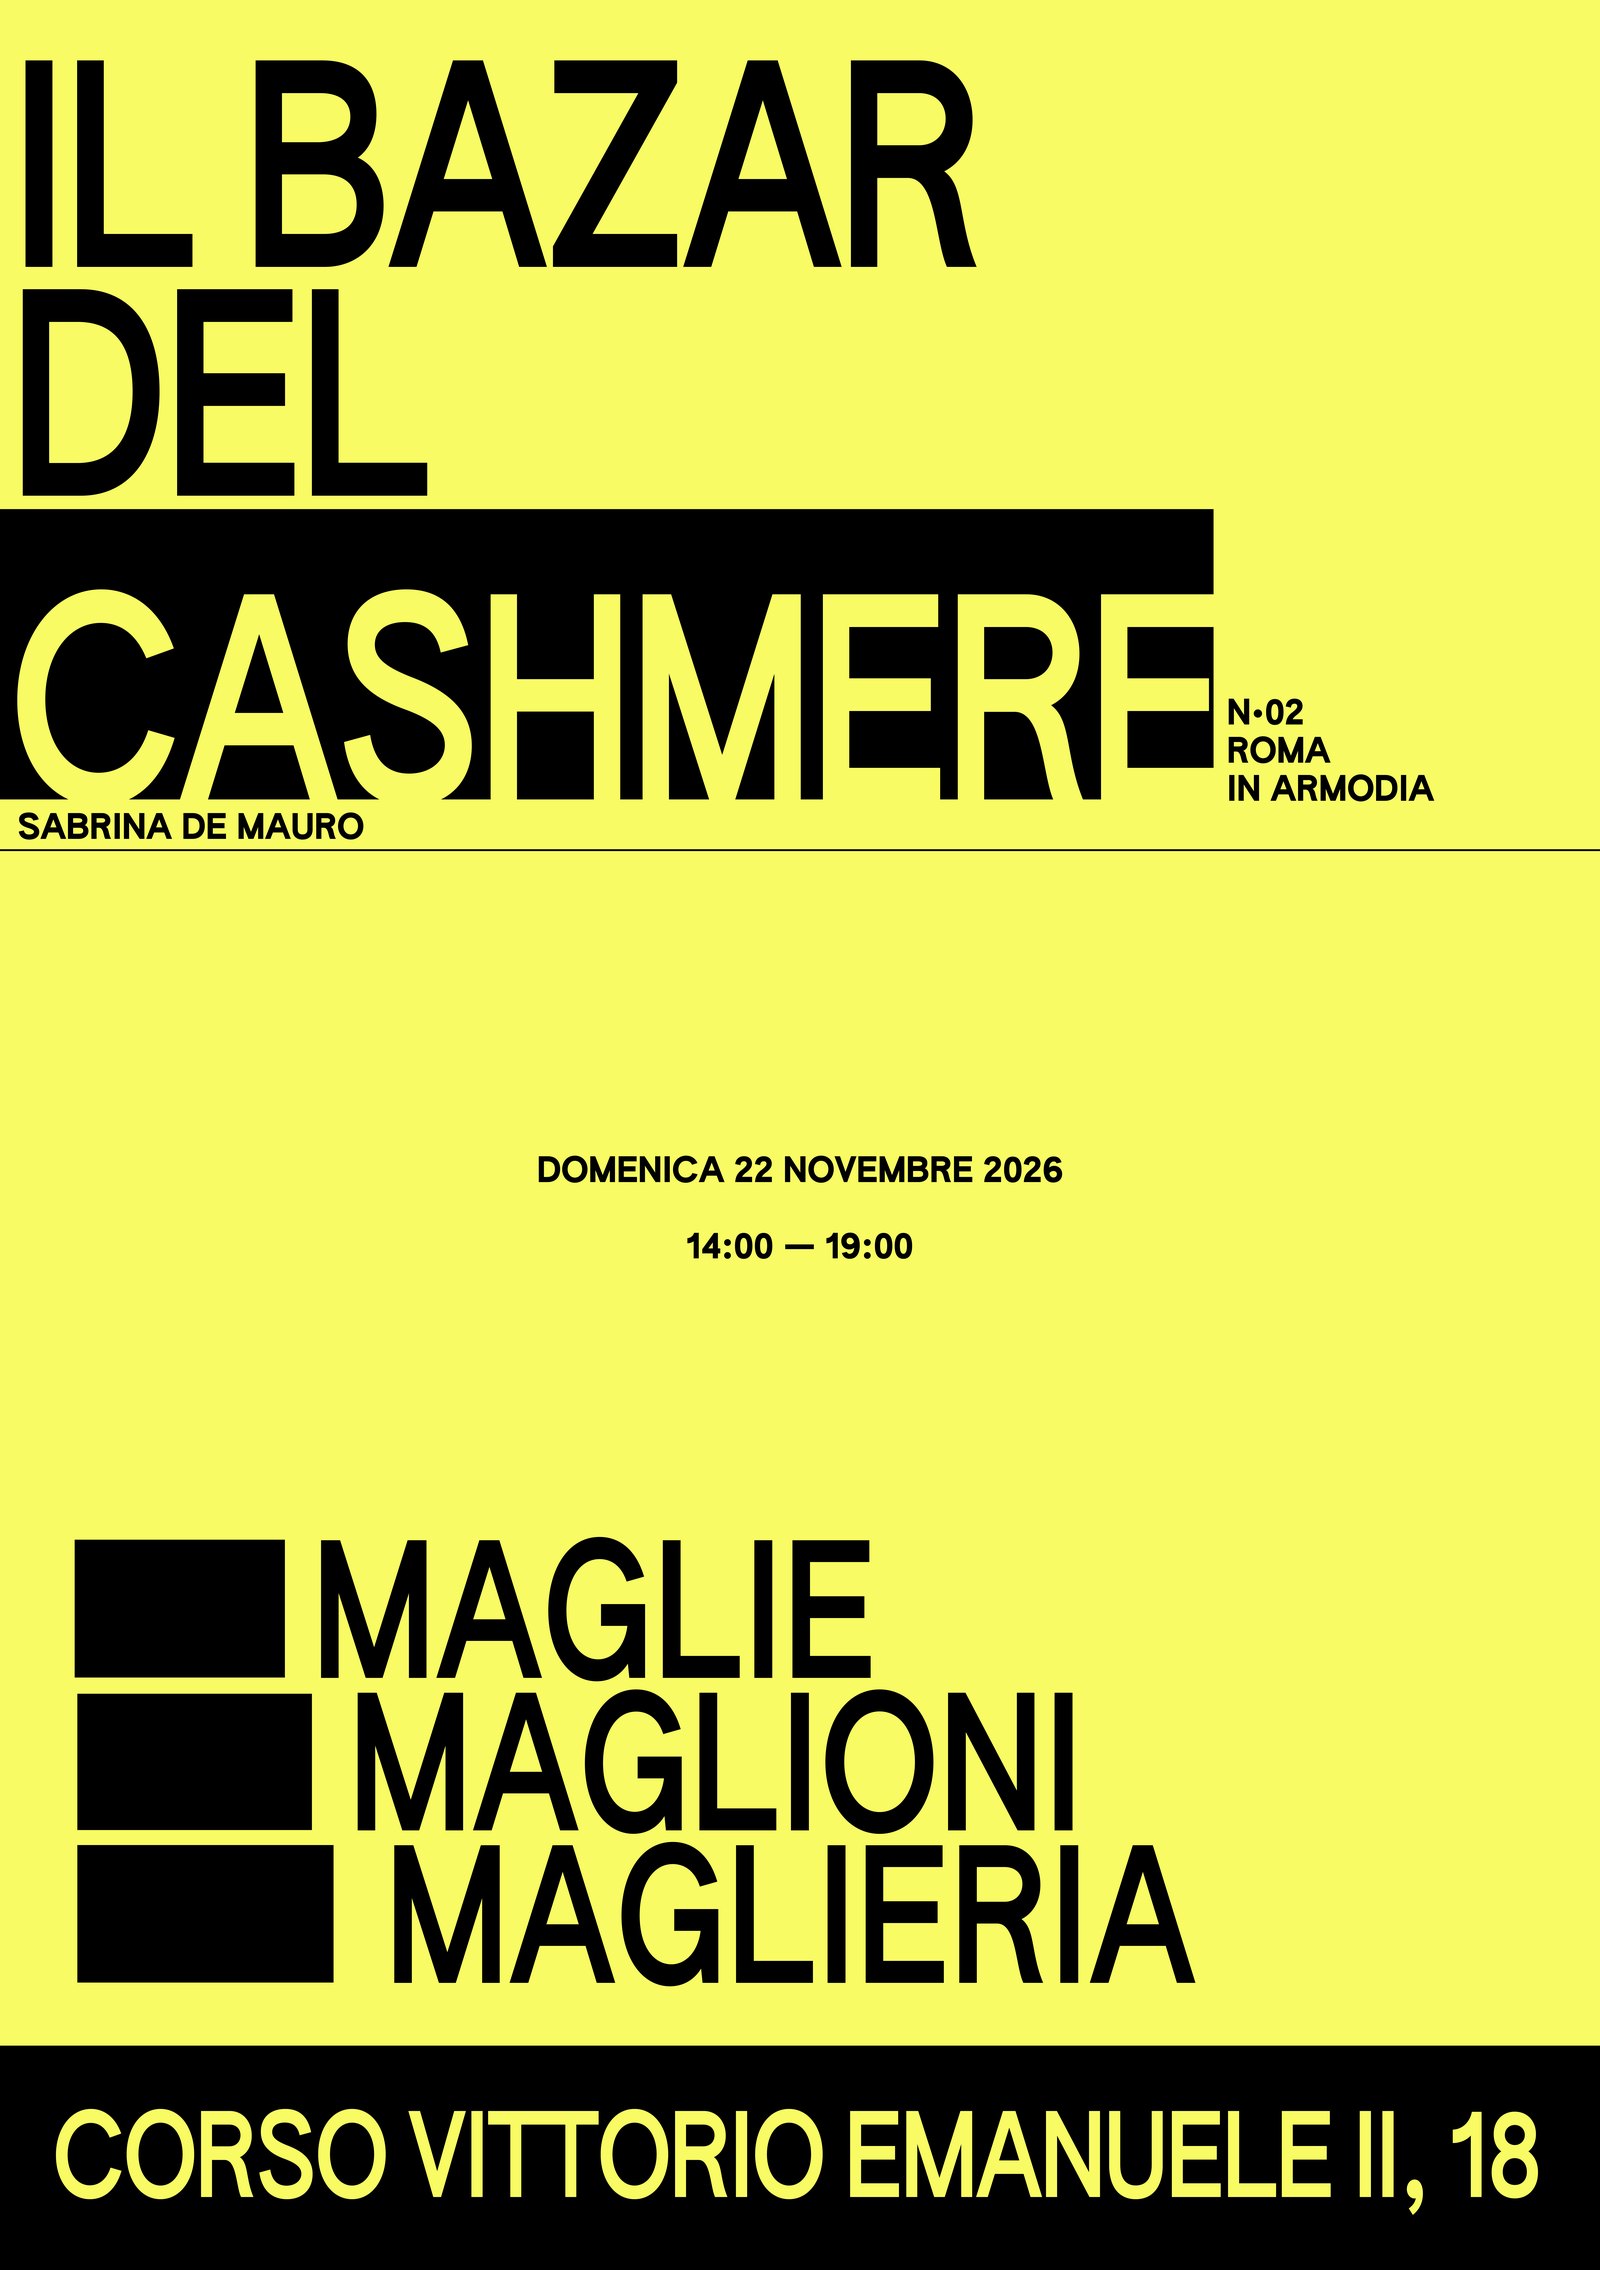 IL BAZAR
DEL
CASHMERE
N•02
ROMA
IN ARMODIA
SABRINA DE MAURO
DOMENICA 22 NOVEMBRE 2026
14:00 — 19:00
MAGLIE
MAGLIONI
MAGLIERIA
CORSO VITTORIO EMANUELE II, 18